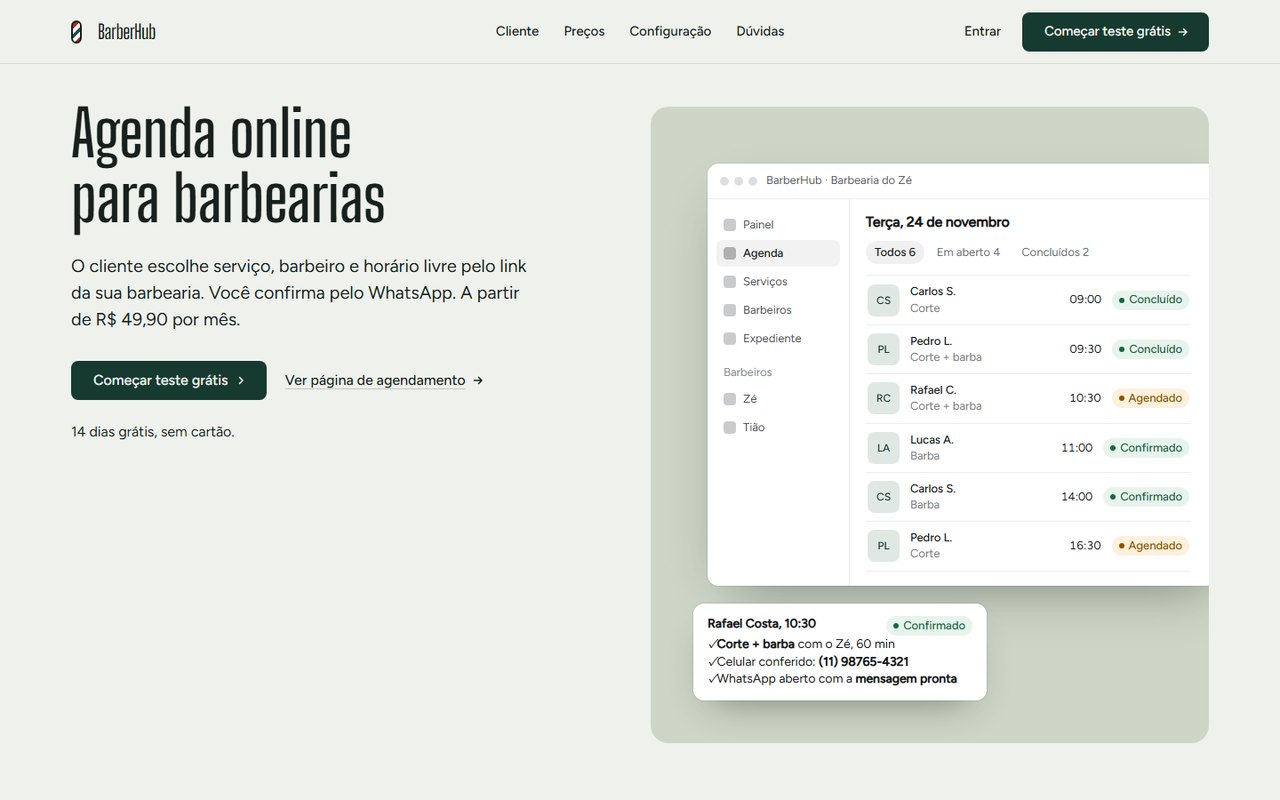 BarberHub
Cliente
Preços
Configuração
Dúvidas
Entrar
Começar teste grátis →
Agenda online
para barbearias
O cliente escolhe serviço, barbeiro e horário livre pelo link
da sua barbearia. Você confirma pelo WhatsApp. A partir
de R$ 49,90 por mês.
Começar teste grátis ›
Ver página de agendamento →
14 dias grátis, sem cartão.
BarberHub · Barbearia do Zé
Painel
Agenda
Serviços
Barbeiros
Expediente
Barbeiros
Zé
Tião
Terça, 24 de novembro
Todos 6
Em aberto 4
Concluídos 2
CS Carlos S. 09:00 Concluído
Corte
PL Pedro L. 09:30 Concluído
Corte + barba
RC Rafael C. 10:30 Agendado
Corte + barba
LA Lucas A. 11:00 Confirmado
Barba
CS Carlos S. 14:00 Confirmado
Barba
PL Pedro L. 16:30 Agendado
Corte
Rafael Costa, 10:30 Confirmado
✓Corte + barba com o Zé, 60 min
✓Celular conferido: (11) 98765-4321
✓WhatsApp aberto com a mensagem pronta